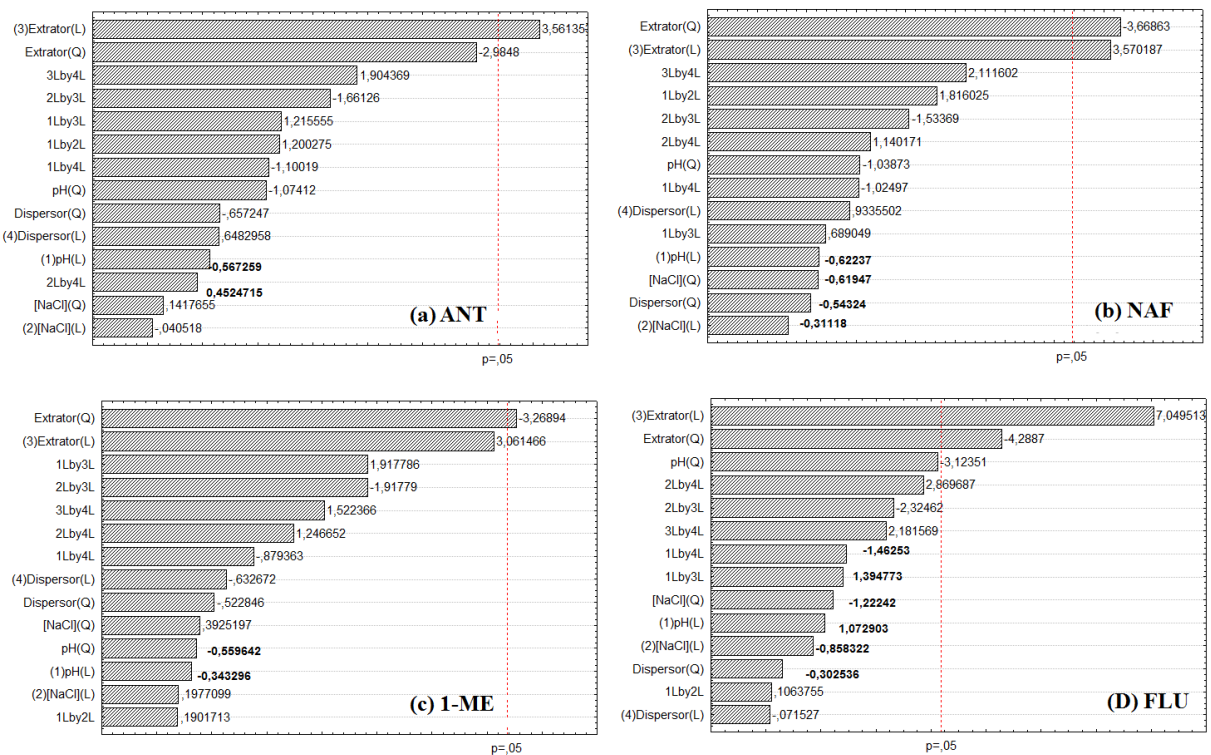 (3)Extrator(L) 3,56135
Extrator(Q) -2,9848
3Lby4L 1,904369
2Lby3L -1,66126
1Lby3L 1,215555
1Lby2L 1,200275
1Lby4L -1,10019
pH(Q) -1,07412
Dispersor(Q) -,657247
(4)Dispersor(L) ,6482958
(1)pH(L) -0,567259
2Lby4L 0,4524715
[NaCl](Q) ,1417655
(2)[NaCl](L) -,040518
(a) ANT
p=,05
Extrator(Q) -3,66863
(3)Extrator(L) 3,570187
3Lby4L 2,111602
1Lby2L 1,816025
2Lby3L -1,53369
2Lby4L 1,140171
pH(Q) -1,03873
1Lby4L -1,02497
(4)Dispersor(L) ,9335502
1Lby3L ,689049
(1)pH(L) -0,62237
[NaCl](Q) -0,61947
Dispersor(Q) -0,54324
(2)[NaCl](L) -0,31118
(b) NAF
p=,05
Extrator(Q) -3,26894
(3)Extrator(L) 3,061466
1Lby3L 1,917786
2Lby3L -1,91779
3Lby4L 1,522366
2Lby4L 1,246652
1Lby4L -,879363
(4)Dispersor(L) -,632672
Dispersor(Q) -,522846
[NaCl](Q) ,3925197
pH(Q) -0,559642
(1)pH(L) -0,343296
(2)[NaCl](L) ,1977099
1Lby2L ,1901713
(c) 1-ME
p=,05
(3)Extrator(L) 7,049513
Extrator(Q) -4,2887
pH(Q) -3,12351
2Lby4L 2,869687
2Lby3L -2,32462
3Lby4L 2,181569
1Lby4L -1,46253
1Lby3L 1,394773
[NaCl](Q) -1,22242
(1)pH(L) 1,072903
(2)[NaCl](L) -0,858322
Dispersor(Q) -0,302536
1Lby2L ,1063755
(4)Dispersor(L) -,071527
(D) FLU
p=,05